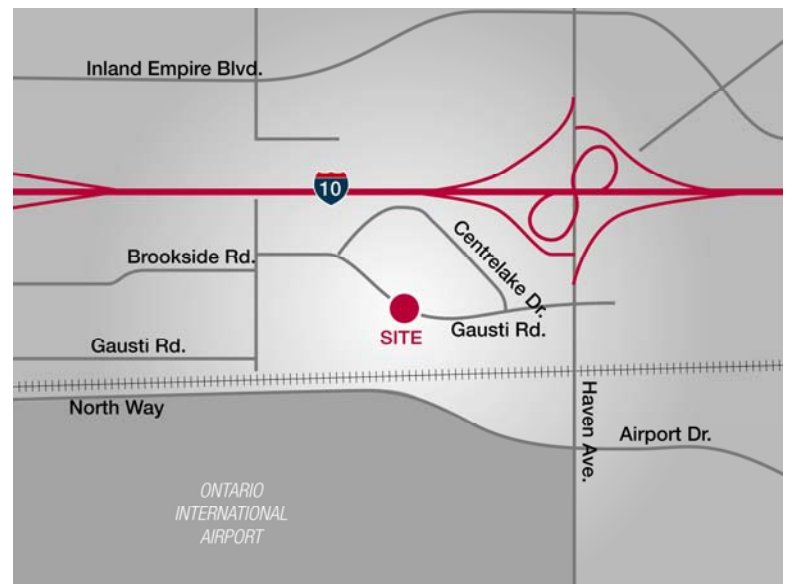 Inland Empire Blvd.
10
Centrelake Dr.
Brookside Rd.
SITE
Gausti Rd.
Gausti Rd.
North Way
Haven Ave.
Airport Dr.
ONTARIO
INTERNATIONAL
AIRPORT